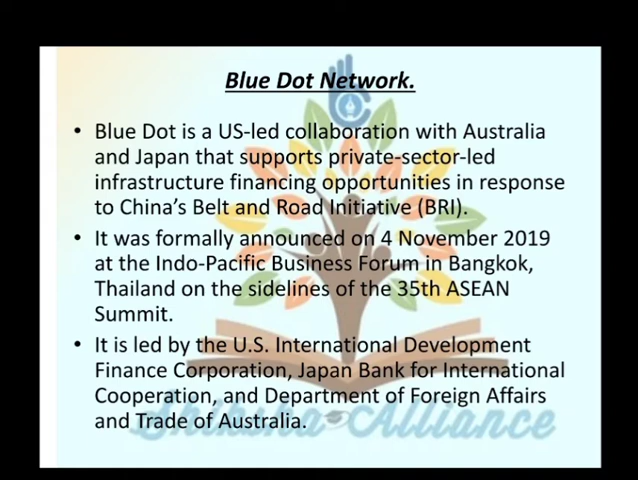 Blue Dot Network.
• Blue Dot is a US-led collaboration with Australia
and Japan that supports private-sector-led
infrastructure financing opportunities in response
to China's Belt and Road Initiative (BRI).
• It was formally announced on 4 November 2019
at the Indo-Pacific Business Forum in Bangkok,
Thailand on the sidelines of the 35th ASEAN
Summit.
• It is led by the U.S. International Development
Finance Corporation, Japan Bank for International
Cooperation, and Department of Foreign Affairs
and Trade of Australia.
Shiksha Alliance